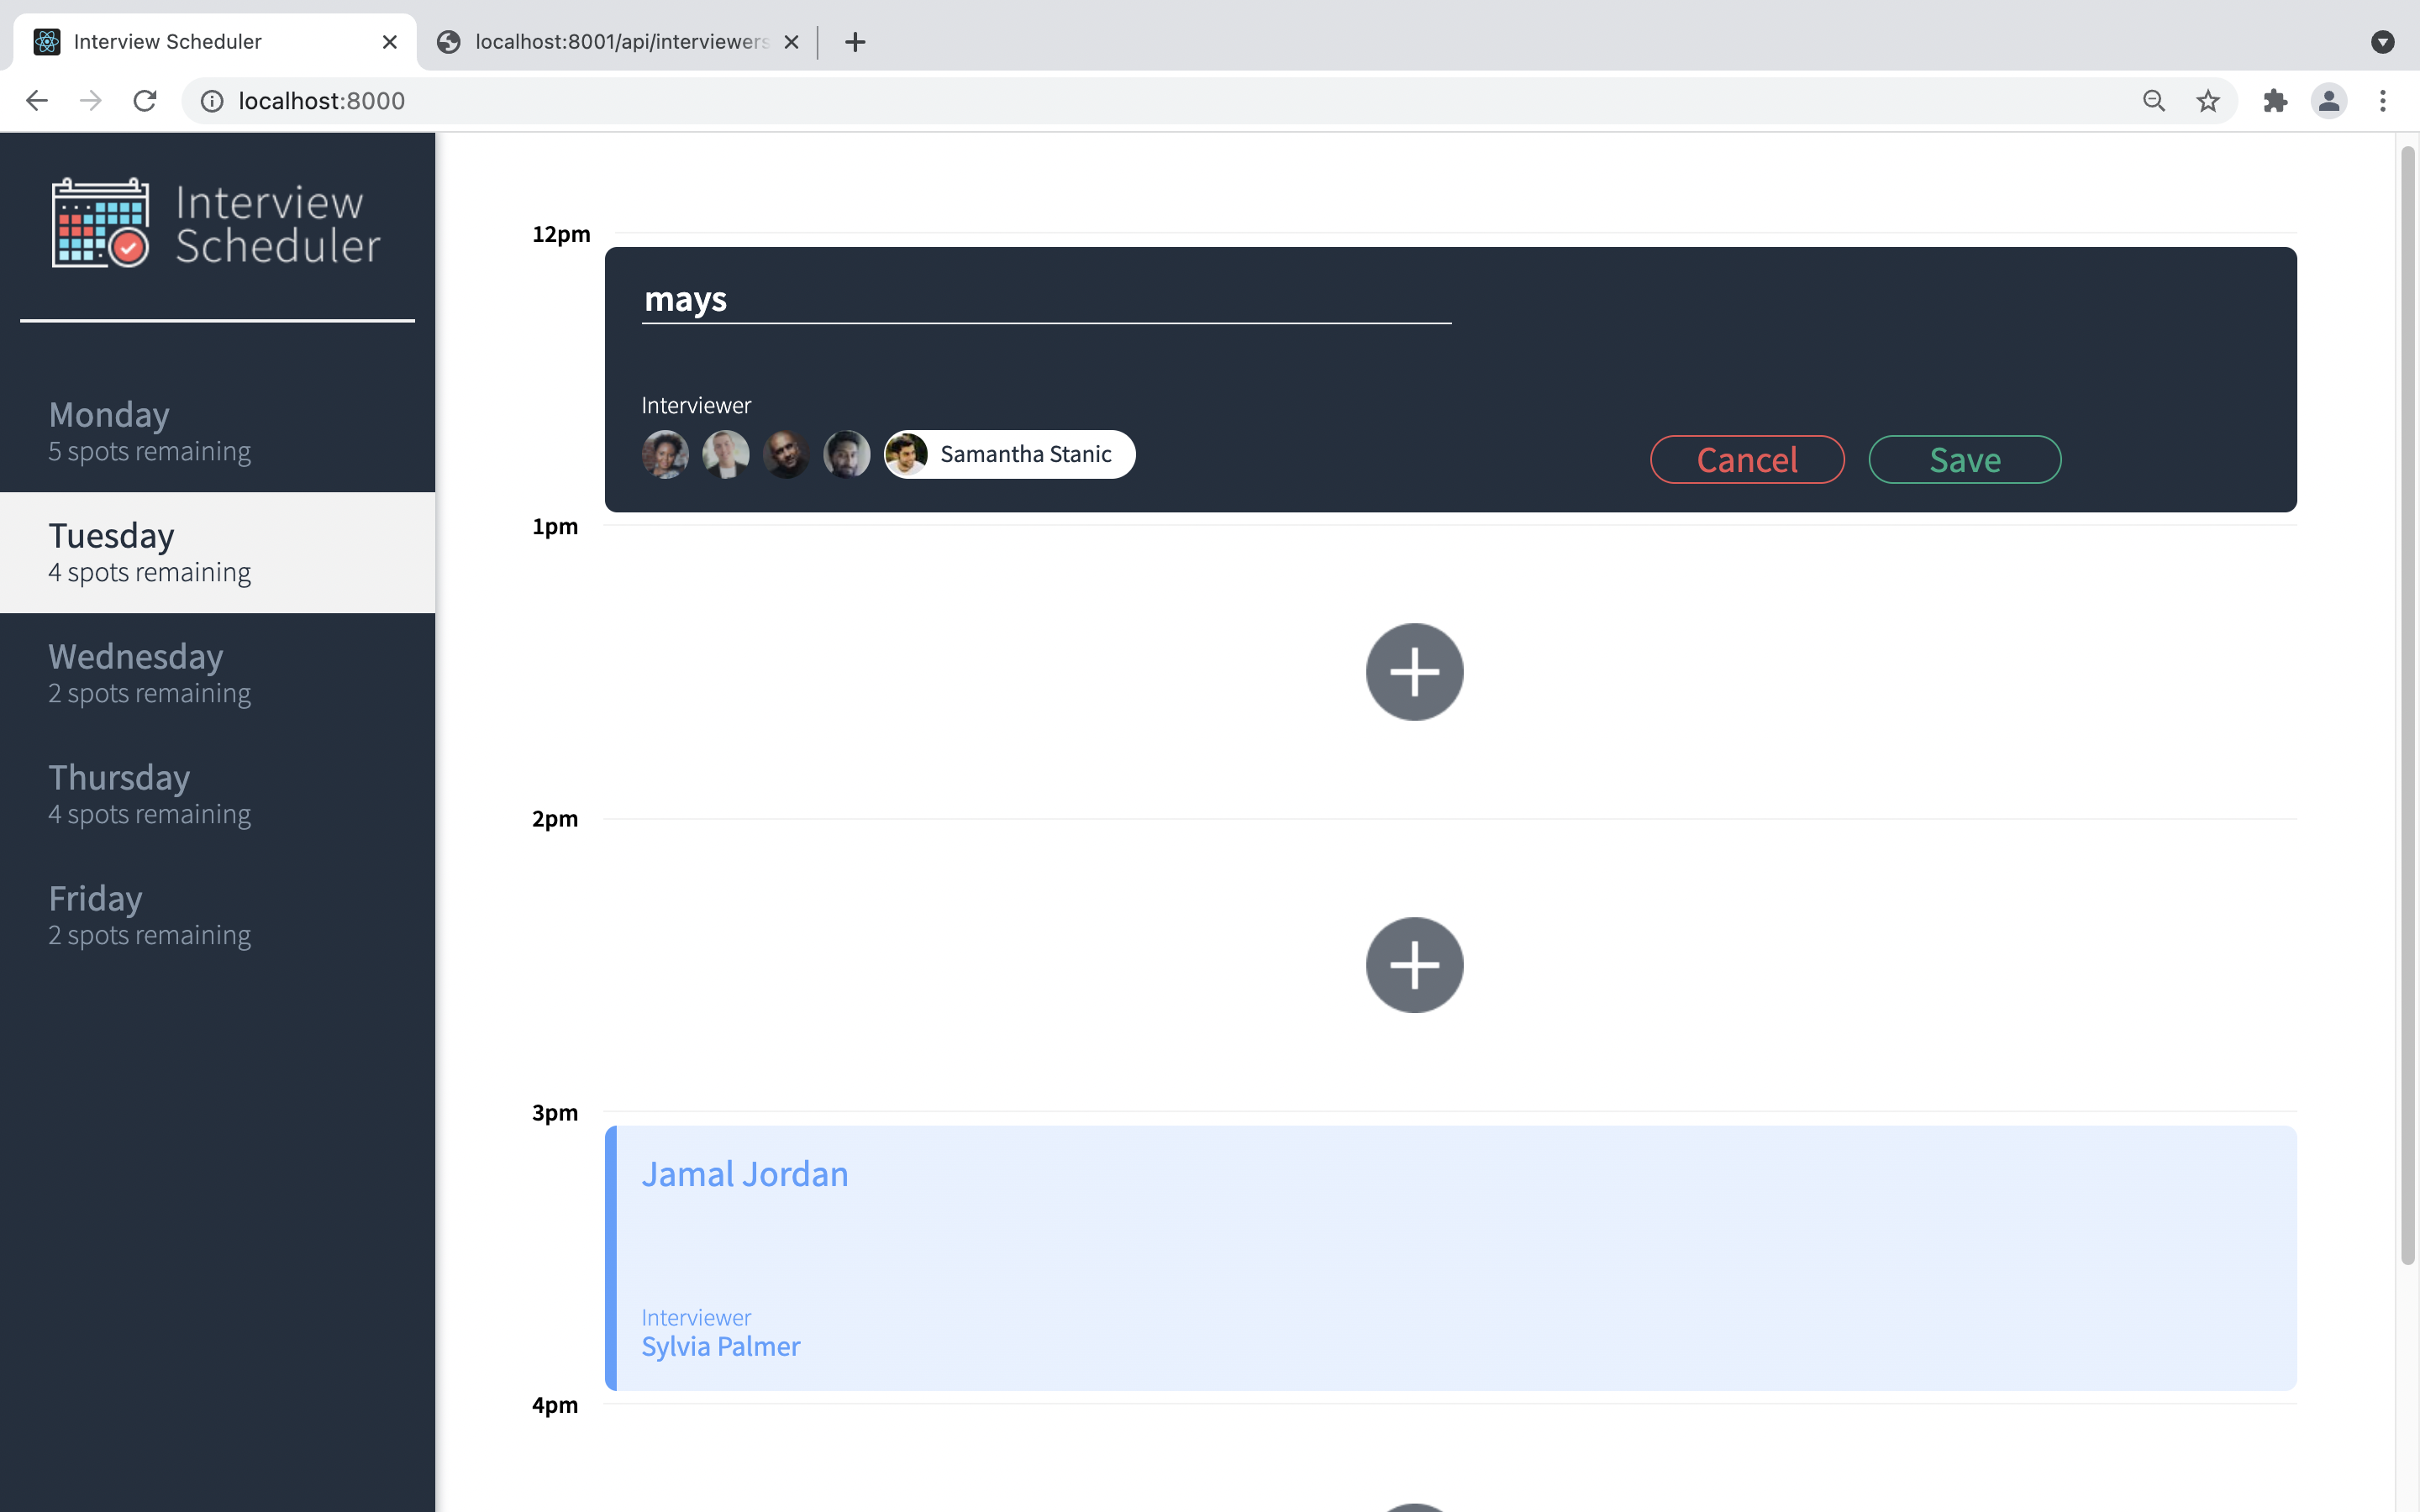 Interview Scheduler
localhost:8001/api/interviewers
localhost:8000
Interview
Scheduler
Monday
5 spots remaining
Tuesday
4 spots remaining
Wednesday
2 spots remaining
Thursday
4 spots remaining
Friday
2 spots remaining
12pm
mays
Interviewer
Samantha Stanic
Cancel
Save
1pm
2pm
3pm
Jamal Jordan
Interviewer
Sylvia Palmer
4pm